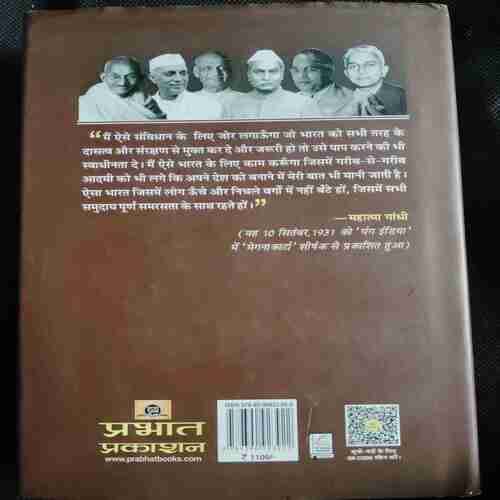 “मैं ऐसे संविधान के लिए जोर लगाऊँगा जो भारत को सभी तरह के
दासत्व और संरक्षण से मुक्त कर दे और जरूरी हो तो उसे पाप करने की भी
स्वाधीनता दे। मैं ऐसे भारत के लिए काम करूँगा जिसमें गरीब-से-गरीब
आदमी को भी लगे कि अपने देश को बनाने में मेरी बात भी मानी जाती है।
ऐसा भारत जिसमें लोग ऊँचे और निचले वर्गों में नहीं बँटे हों, जिसमें सभी
समुदाय पूर्ण समरसता के साथ रहते हों।”
—महात्मा गांधी
(यह 10 सितंबर, 1931 को 'यंग इंडिया'
में 'मेगनाकार्टा' शीर्षक से प्रकाशित हुआ)
प्रभात
प्रकाशन
www.prabhatbooks.com
₹ 1100/-